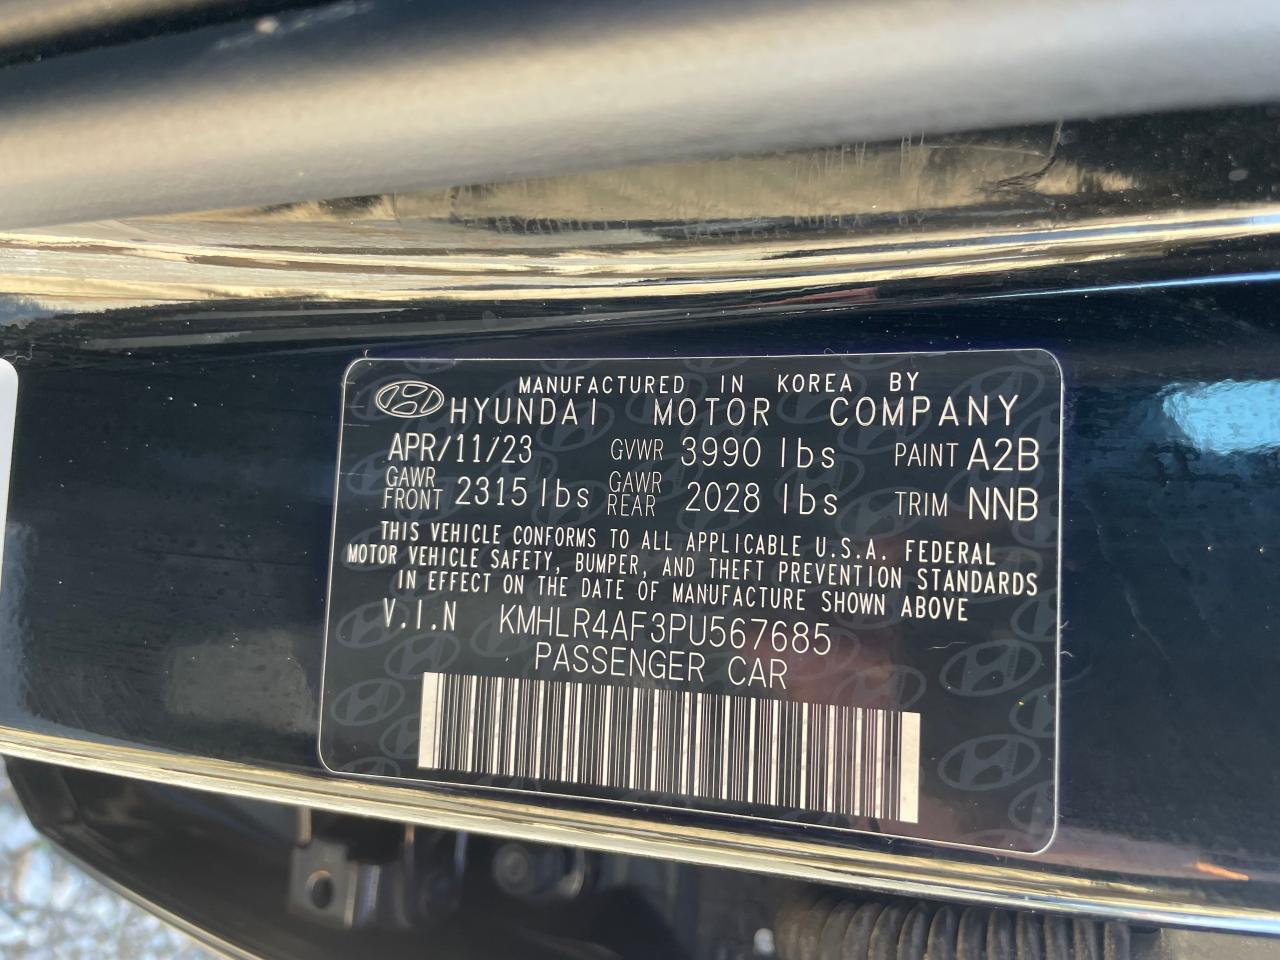 MANUFACTURED IN KOREA BY
HYUNDAI MOTOR COMPANY
APR/11/23 GVWR 3990 lbs PAINT A2B
GAWR FRONT 2315 lbs GAWR REAR 2028 lbs TRIM NNB
THIS VEHICLE CONFORMS TO ALL APPLICABLE U.S.A. FEDERAL
MOTOR VEHICLE SAFETY, BUMPER, AND THEFT PREVENTION STANDARDS
IN EFFECT ON THE DATE OF MANUFACTURE SHOWN ABOVE
V.I.N KMHLR4AF3PU567685
PASSENGER CAR